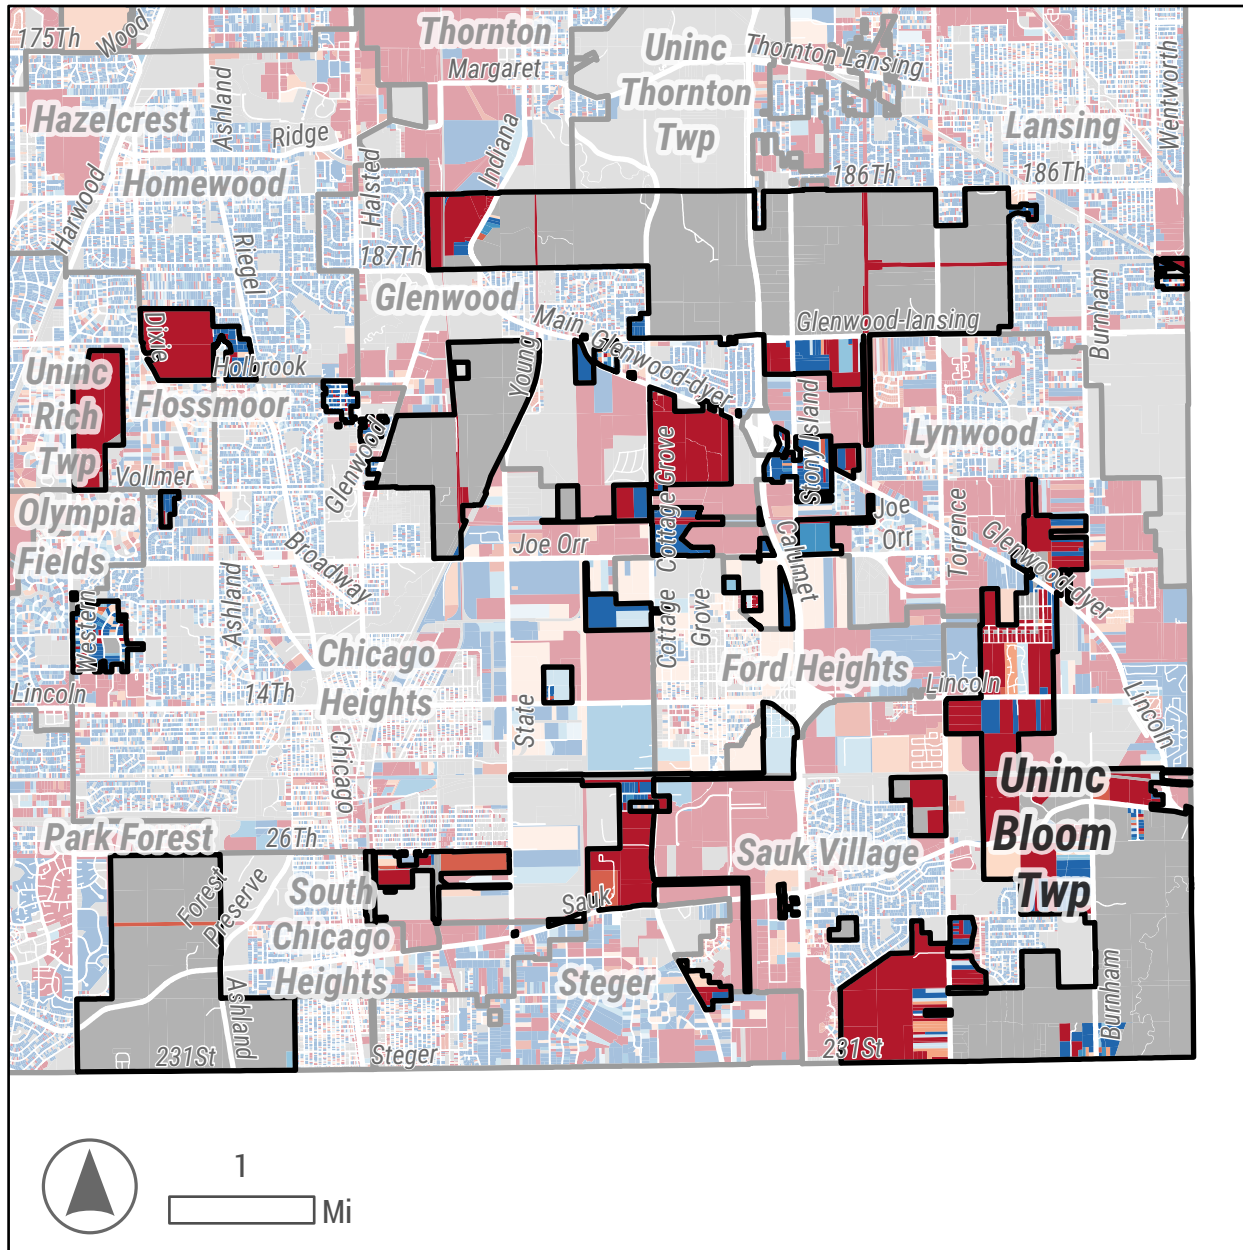 175Th
Wood
Thornton
Margaret
Uninc
Thornton
Twp
Thornton Lansing
Wentworth
Hazelcrest
Ashland
Ridge
Indiana
Lansing
Homewood
Halsted
186Th
186Th
Harwood
Riegel
187Th
Glenwood
Burnham
Dixie
Main
Glenwood-lansing
Holbrook
Young
Glenwood-dyer
Uninc
Rich
Twp
Flossmoor
Glenwood
Stony Island
Lynwood
Vollmer
Cottage Grove
Olympia
Fields
Broadway
Joe Orr
Calumet
Joe
Orr
Torrence
Glenwood-dyer
Western
Ashland
Cottage
Grove
Chicago
Heights
Ford Heights
Lincoln
14Th
State
Lincoln
Lincoln
Chicago
Uninc
Bloom
Twp
Park Forest
26Th
Sauk Village
Forest
Preserve
South
Chicago
Heights
Sauk
Steger
Ashland
Burnham
231St
Steger
231St
1
Mi